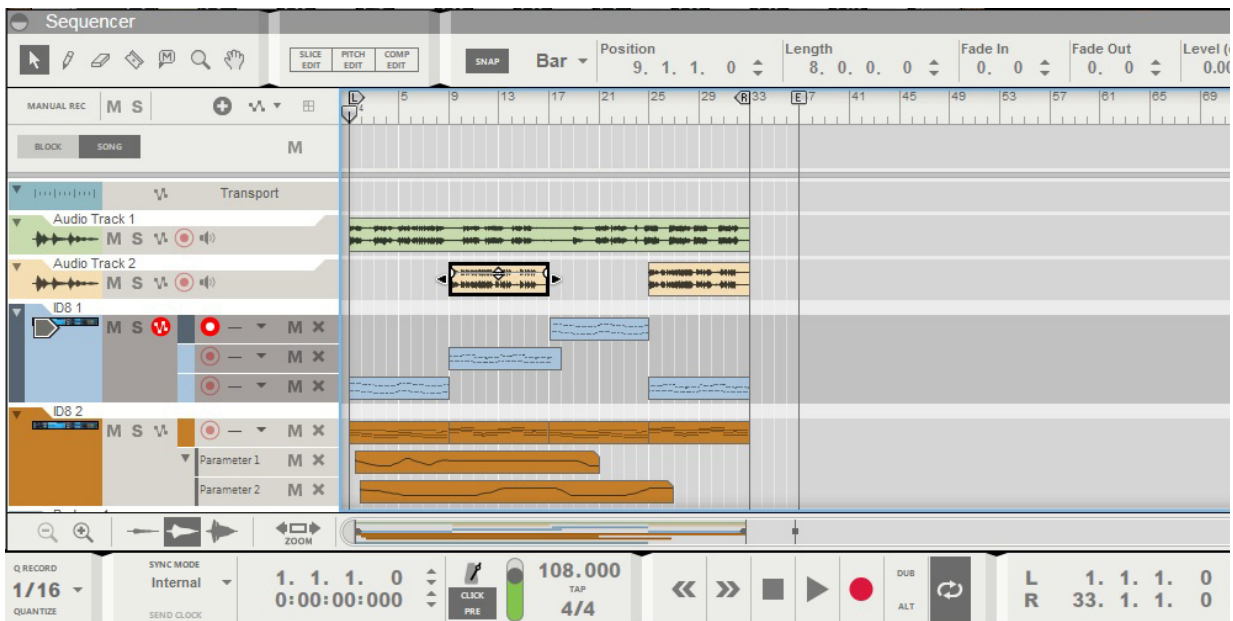 Sequencer
SLICE EDIT PITCH EDIT COMP EDIT
SNAP Bar
Position 9. 1. 1. 0
Length 8. 0. 0. 0
Fade In 0. 0
Fade Out 0. 0
Level (
0.00
MANUAL REC M S
L 5 9 13 17 21 25 29 R 33 E 7 41 45 49 53 57 61 65 69
4
BLOCK SONG M
Transport
Audio Track 1
M S
Audio Track 2
M S
ID8 1
M S M
M
M
ID8 2
M S M
Parameter 1 M
Parameter 2 M
ZOOM
Q RECORD
1/16
QUANTIZE
SYNC MODE
Internal
SEND CLOCK
1. 1. 1. 0
0:00:00:000
CLICK
PRE
108.000
TAP
4/4
DUB
ALT
L 1. 1. 1. 0
R 33. 1. 1. 0